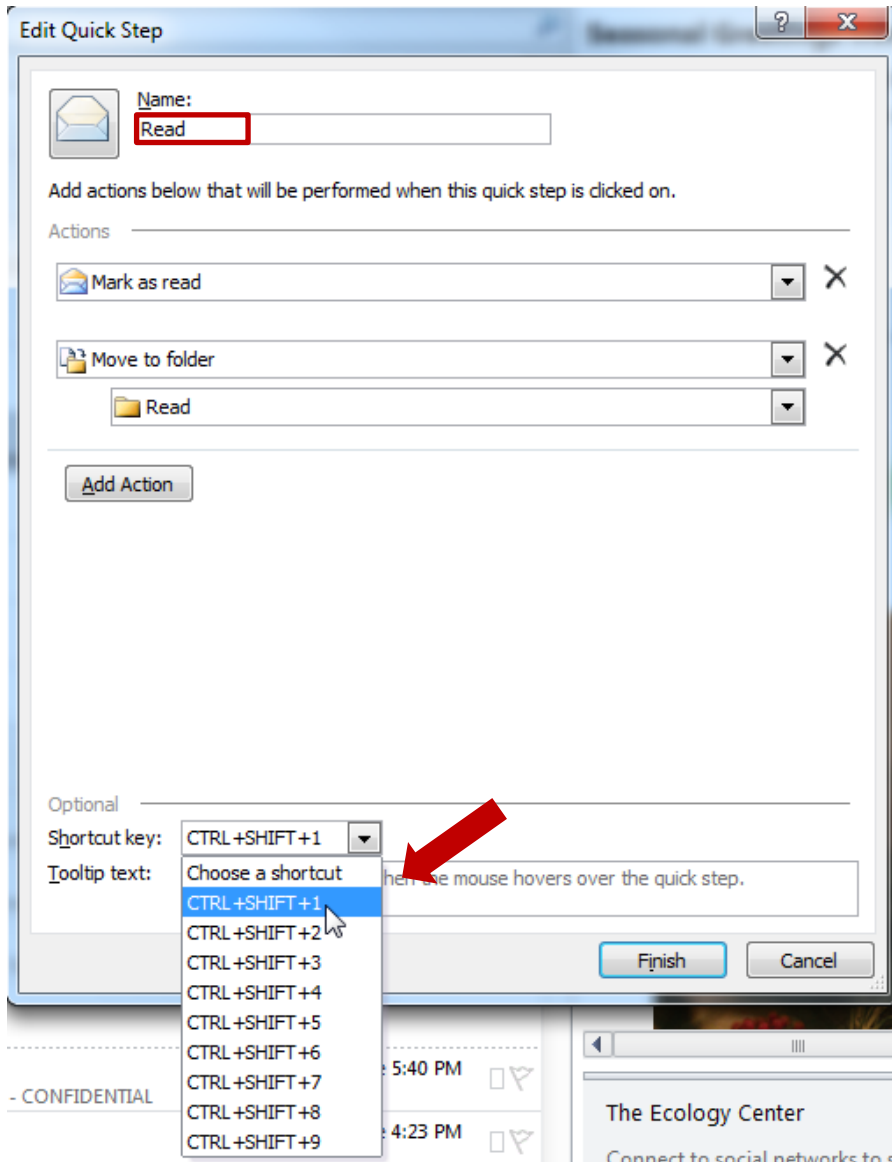 Edit Quick Step
Seasonal
?
X
Name:
Read
Add actions below that will be performed when this quick step is clicked on.
Actions
Mark as read
Move to folder
Read
Add Action
Optional
Shortcut key: CTRL+SHIFT+1
Tooltip text: hen the mouse hovers over the quick step.
Choose a shortcut
CTRL+SHIFT+1
CTRL+SHIFT+2
CTRL+SHIFT+3
CTRL+SHIFT+4
CTRL+SHIFT+5
CTRL+SHIFT+6
CTRL+SHIFT+7
CTRL+SHIFT+8
CTRL+SHIFT+9
Finish
Cancel
5:40 PM
- CONFIDENTIAL
4:23 PM
The Ecology Center
Connect to social networks to